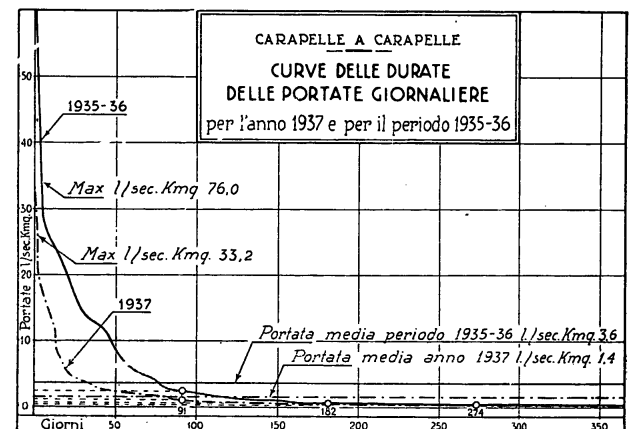 CARAPELLE A CARAPELLE
CURVE DELLE DURATE
DELLE PORTATE GIORNALIERE
per l'anno 1937 e per il periodo 1935-36
50
1935-36
40
Max l/sec.Kmq 76,0
30
Max l/sec.Kmq. 33,2
20
1937
10
Portata media periodo 1935-36 l/sec.Kmq. 3,6
Portata media anno 1937 l./sec.Kmq. 1,4
0
Portate l/sec.Kmq.
91
182
274
Giorni
50
100
150
200
250
300
350